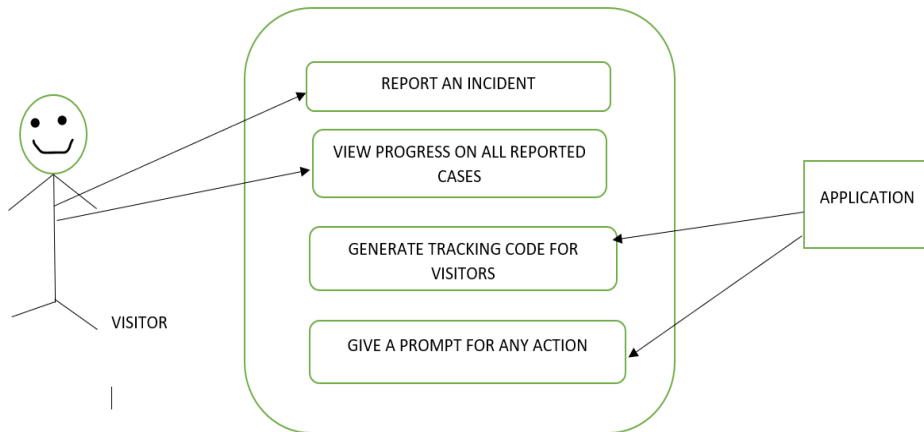 REPORT AN INCIDENT
VIEW PROGRESS ON ALL REPORTED
CASES
APPLICATION
GENERATE TRACKING CODE FOR
VISITORS
VISITOR
GIVE A PROMPT FOR ANY ACTION